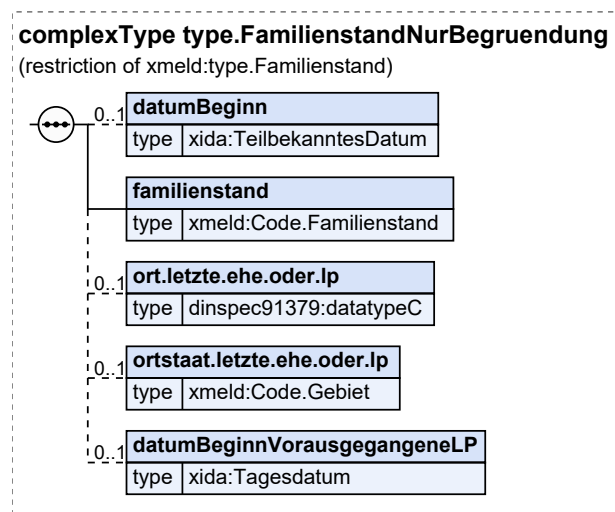 complexType type.FamilienstandNurBegruendung
(restriction of xmeld:type.Familienstand)
0..1 datumBeginn
type xida:TeilbekanntesDatum
familienstand
type xmeld:Code.Familienstand
0..1 ort.letzte.ehe.oder.lp
type dinspec91379:datatypeC
0..1 ortstaat.letzte.ehe.oder.lp
type xmeld:Code.Gebiet
0..1 datumBeginnVorausgegangeneLP
type xida:Tagesdatum